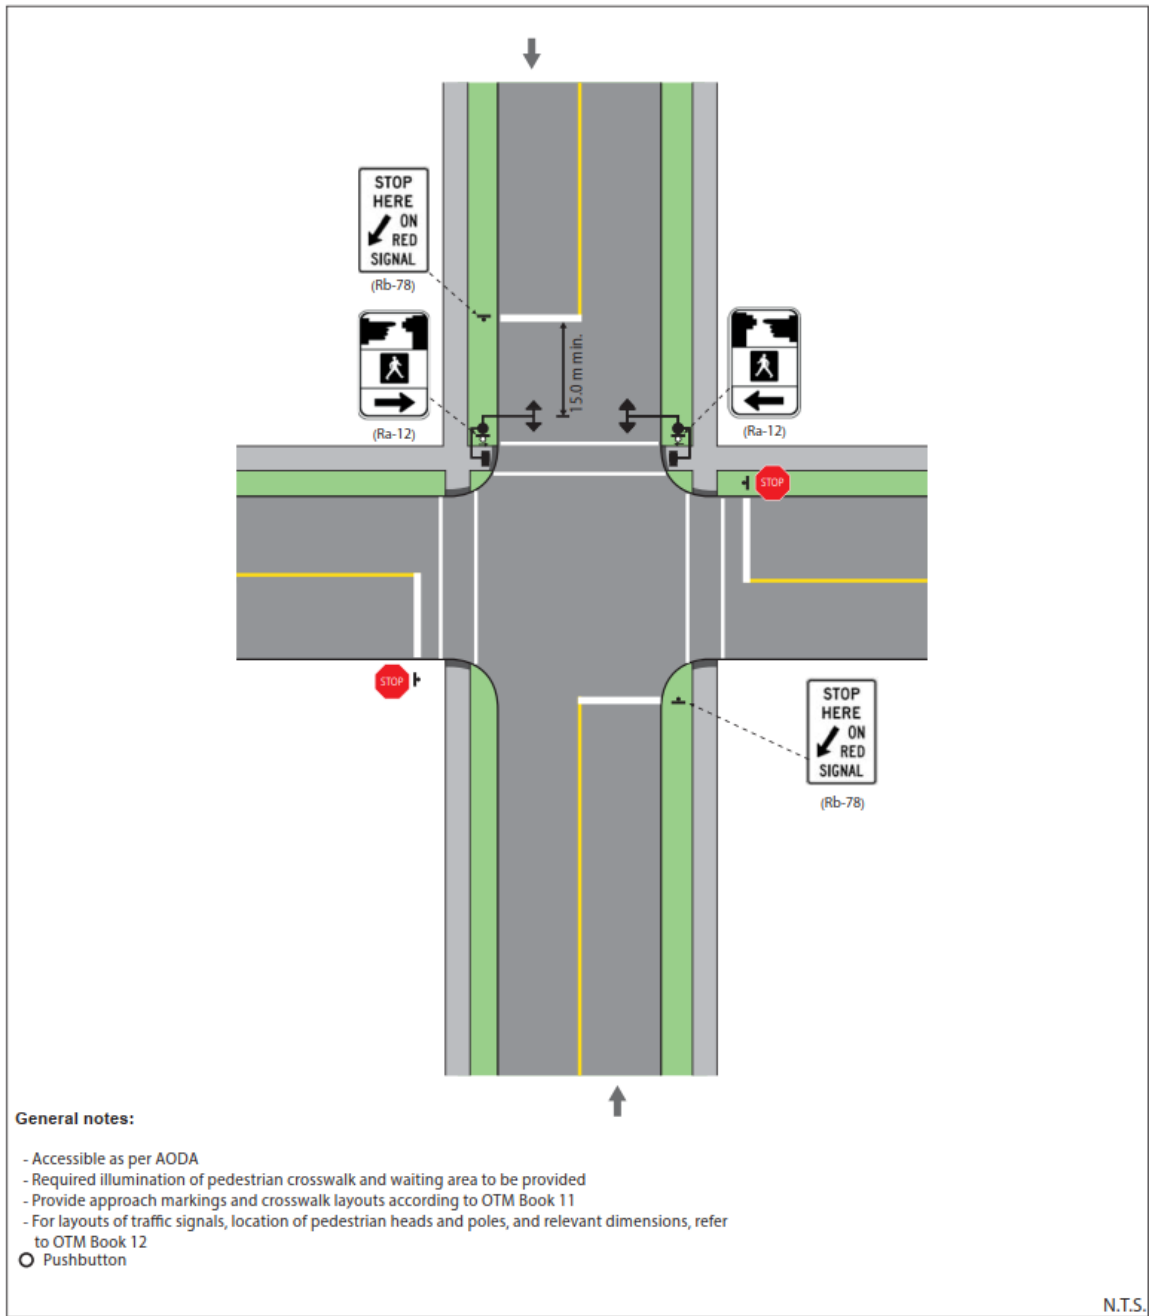 STOP
HERE
ON
RED
SIGNAL
(Rb-78)
(Ra-12)
15.0 m min.
(Ra-12)
STOP
STOP
STOP
HERE
ON
RED
SIGNAL
(Rb-78)
General notes:
- Accessible as per AODA
- Required illumination of pedestrian crosswalk and waiting area to be provided
- Provide approach markings and crosswalk layouts according to OTM Book 11
- For layouts of traffic signals, location of pedestrian heads and poles, and relevant dimensions, refer
to OTM Book 12
Pushbutton
N.T.S.